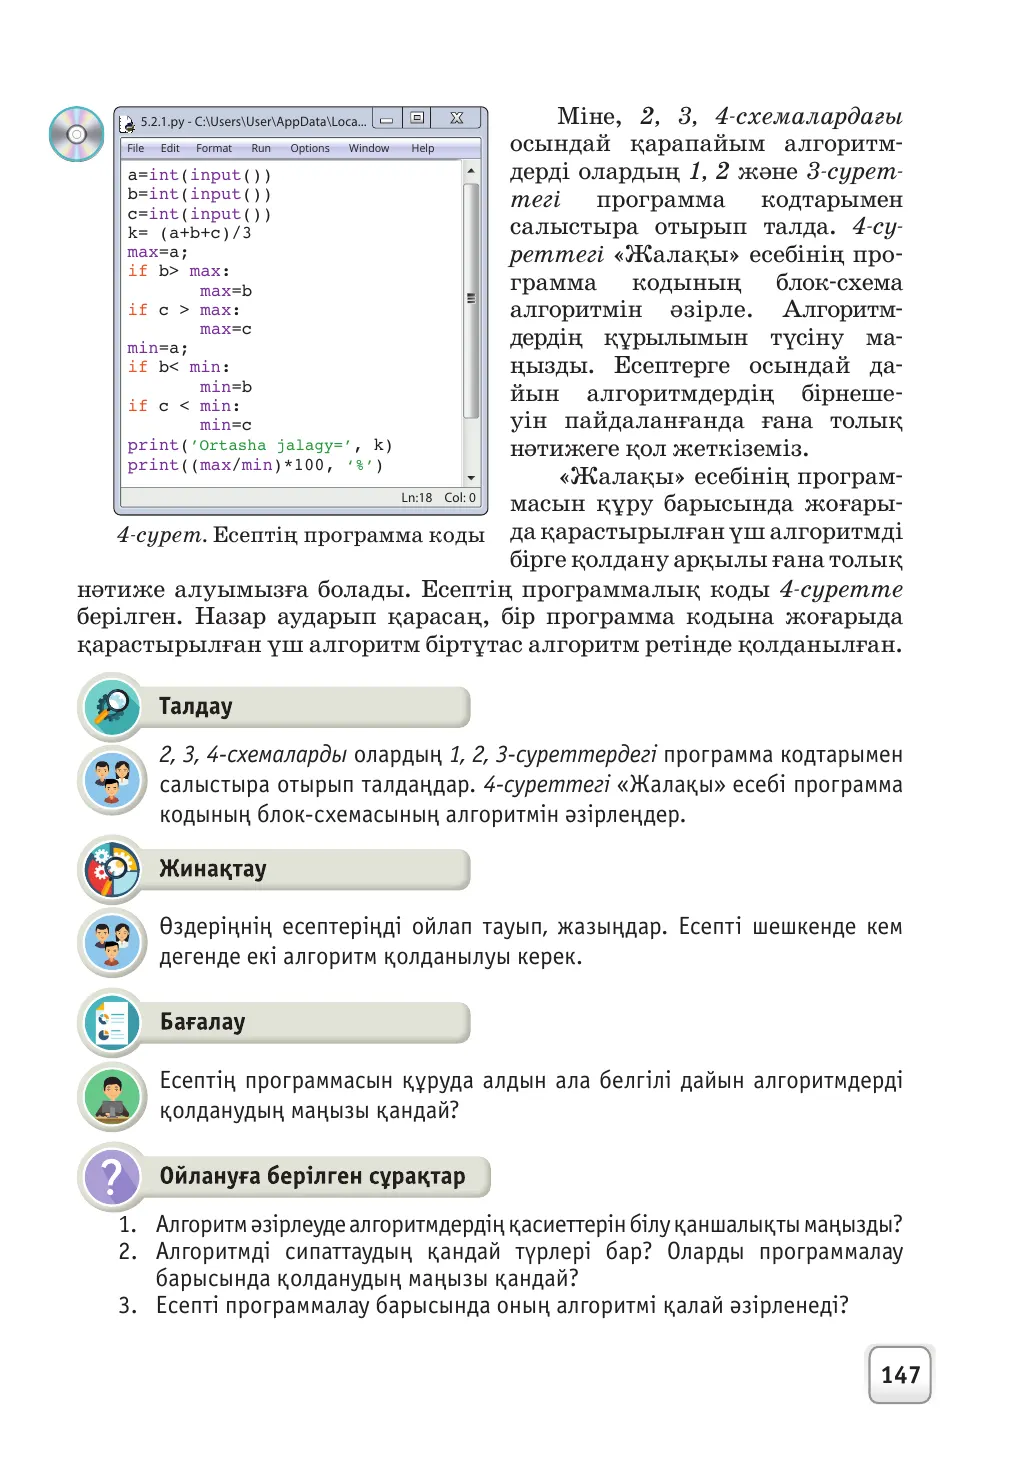 5.2.1.py - C:\Users\User\AppData\Loca...
File Edit Format Run Options Window Help
a=int(input())
b=int(input())
c=int(input())
k= (a+b+c)/3
max=a;
if b> max:
max=b
if c > max:
max=c
min=a;
if b< min:
min=b
if c < min:
min=c
print(‘Ortasha jalagy=’, k)
print((max/min)*100, ‘%’)
Ln:18 Col: 0
4-сурет. Есептің программа коды
Міне, 2, 3, 4-схемалардағы
осындай қарапайым алгоритм-
дерді олардың 1, 2 және 3-сурет-
тегі программа кодтарымен
салыстыра отырып талда. 4-су-
реттегі «Жалақы» есебінің про-
грамма кодының блок-схема
алгоритмін әзірле. Алгоритм-
дердің құрылымын түсіну ма-
ңызды. Есептерге осындай да-
йын алгоритмдердің бірнеше-
уін пайдаланғанда ғана толық
нәтижеге қол жеткіземіз.
«Жалақы» есебінің програм-
масын құру барысында жоғары-
да қарастырылған үш алгоритмді
бірге қолдану арқылы ғана толық
нәтиже алуымызға болады. Есептің программалық коды 4-суретте
берілген. Назар аударып қарасаң, бір программа кодына жоғарыда
қарастырылған үш алгоритм біртұтас алгоритм ретінде қолданылған.
Талдау
2, 3, 4-схемаларды олардың 1, 2, 3-суреттердегі программа кодтарымен
салыстыра отырып талдаңдар. 4-суреттегі «Жалақы» есебі программа
кодының блок-схемасының алгоритмін әзірлеңдер.
Жинақтау
Өздеріңнің есептеріңді ойлап тауып, жазыңдар. Есепті шешкенде кем
дегенде екі алгоритм қолданылуы керек.
Бағалау
Есептің программасын құруда алдын ала белгілі дайын алгоритмдерді
қолданудың маңызы қандай?
?
Ойлануға берілген сұрақтар
1. Алгоритм әзірлеуде алгоритмдердің қасиеттерін білу қаншалықты маңызды?
2. Алгоритмді сипаттаудың қандай түрлері бар? Оларды программалау
барысында қолданудың маңызы қандай?
3. Есепті программалау барысында оның алгоритмі қалай әзірленеді?
147